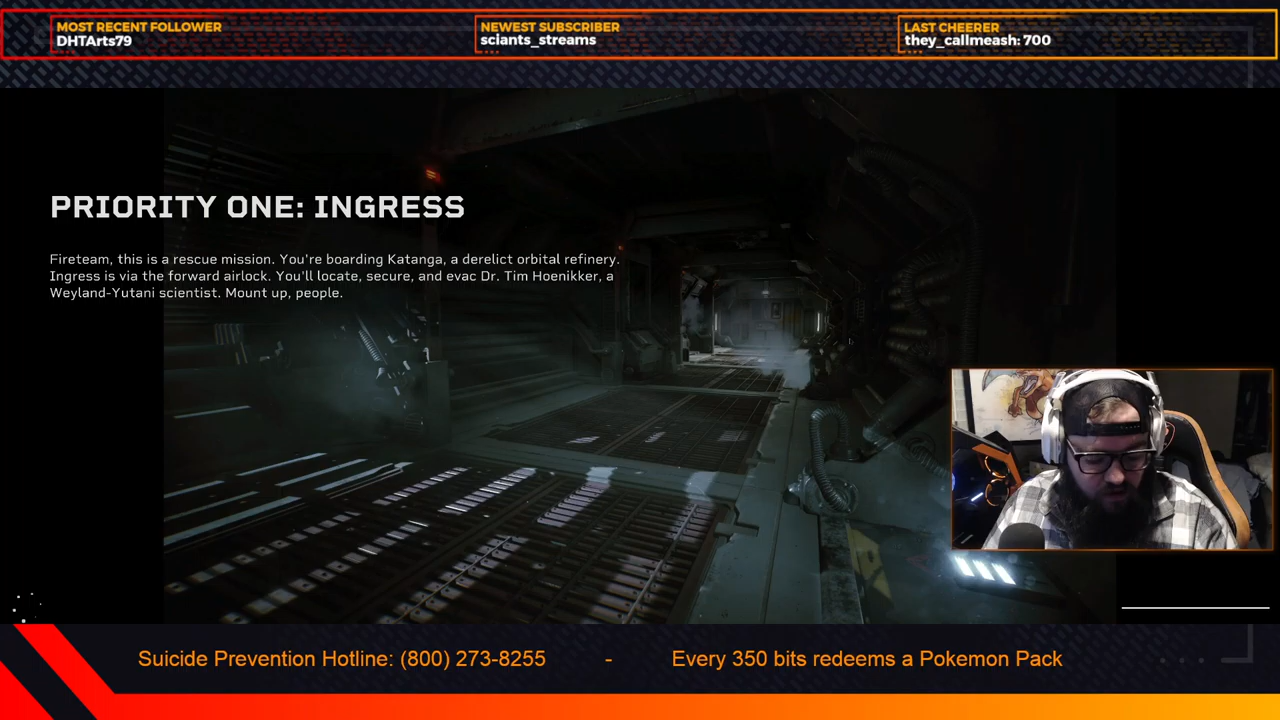 MOST RECENT FOLLOWER
DHTArts79
NEWEST SUBSCRIBER
sciants_streams
LAST CHEERER
they_callmeash: 700
PRIORITY ONE: INGRESS
Fireteam, this is a rescue mission. You're boarding Katanga, a derelict orbital refinery.
Ingress is via the forward airlock. You'll locate, secure, and evac Dr. Tim Hoenikker, a
Weyland-Yutani scientist. Mount up, people.
Suicide Prevention Hotline: (800) 273-8255 - Every 350 bits redeems a Pokemon Pack